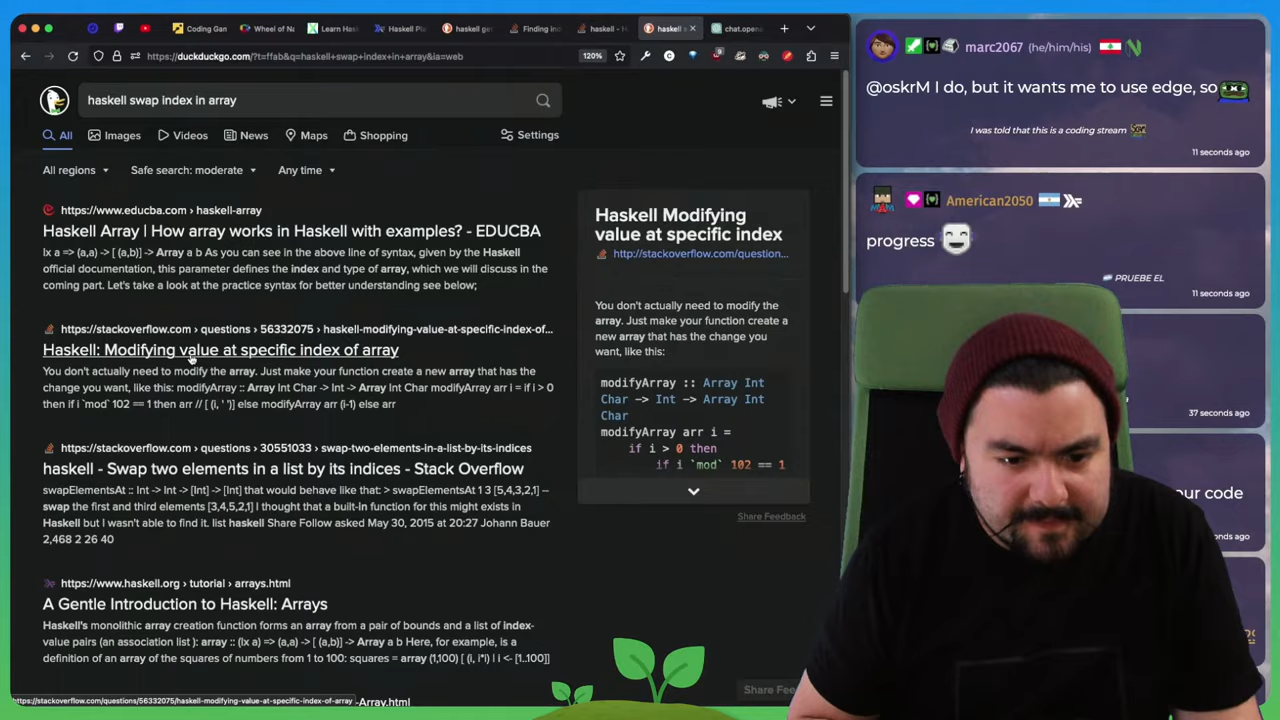 Coding Gan
Wheel of Nu
Learn Hask
Haskell Pla
haskell ge
Finding ind
haskell - H
haskell s
chat.opena
https://duckduckgo.com/?t=ffab&q=haskell+swap+index+in+array&ia=web
120%
haskell swap index in array
All
Images
Videos
News
Maps
Shopping
Settings
All regions
Safe search: moderate
Any time
https://www.educba.com › haskell-array
Haskell Array | How array works in Haskell with examples? - EDUCBA
Ix a => (a,a) -> [ (a,b)] -> Array a b As you can see in the above line of syntax, given by the Haskell
official documentation, this parameter defines the index and type of array, which we will discuss in the
coming part. Let's take a look at the practice syntax for better understanding see below;
https://stackoverflow.com › questions › 56332075 › haskell-modifying-value-at-specific-index-of...
Haskell: Modifying value at specific index of array
You don't actually need to modify the array. Just make your function create a new array that has the
change you want, like this: modifyArray :: Array Int Char -> Int -> Array Int Char modifyArray arr i = if i > 0
then if i `mod` 102 == 1 then arr // [ (i, ' ')] else modifyArray arr (i-1) else arr
https://stackoverflow.com › questions › 30551033 › swap-two-elements-in-a-list-by-its-indices
haskell - Swap two elements in a list by its indices - Stack Overflow
swapElementsAt :: Int -> Int -> [Int] -> [Int] that would behave like that: > swapElementsAt 1 3 [5,4,3,2,1] --
swap the first and third elements [3,4,5,2,1] I thought that a built-In function for this might exists in
Haskell but I wasn't able to find it. list haskell Share Follow asked May 30, 2015 at 20:27 Johann Bauer
2,468 2 26 40
https://www.haskell.org › tutorial › arrays.html
A Gentle Introduction to Haskell: Arrays
Haskell's monolithic array creation function forms an array from a pair of bounds and a list of index-
value pairs (an association list ): array :: (Ix a) => (a,a) -> [ (a,b)] -> Array a b Here, for example, is a
definition of an array of the squares of numbers from 1 to 100: squares = array (1,100) [ (i, i*i) | i <- [1..100]]
https://stackoverflow.com/questions/56332075/haskell-modifying-value-at-specific-index-of-array
-Array.html
Haskell Modifying
value at specific index
http://stackoverflow.com/question...
You don't actually need to modify the
array. Just make your function create a
new array that has the change you
want, like this:
modifyArray :: Array Int
Char -> Int -> Array Int
Char
modifyArray arr i =
if i > 0 then
if i `mod` 102 == 1
Share Feedback
Share Fee
marc2067 (he/him/his)
@oskrM I do, but it wants me to use edge, so
I was told that this is a coding stream
11 seconds ago
American2050
progress
PRUEBE EL
11 seconds ago
37 seconds ago
our code
onds ago